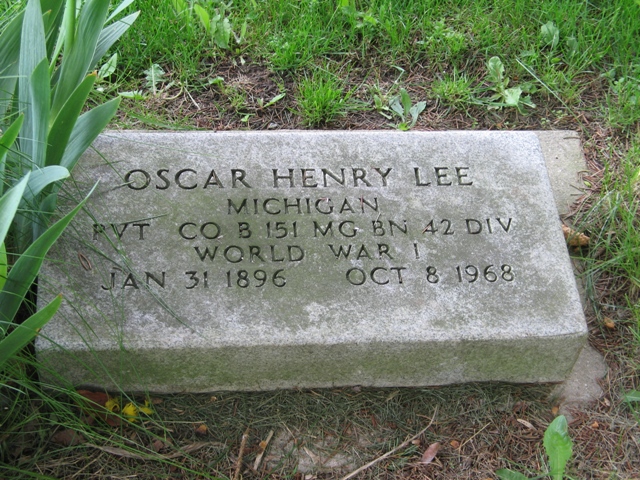 OSCAR HENRY LEE
MICHIGAN
PVT CO B 151 MG BN 42 DIV
WORLD WAR I
JAN 31 1896 OCT 8 1968